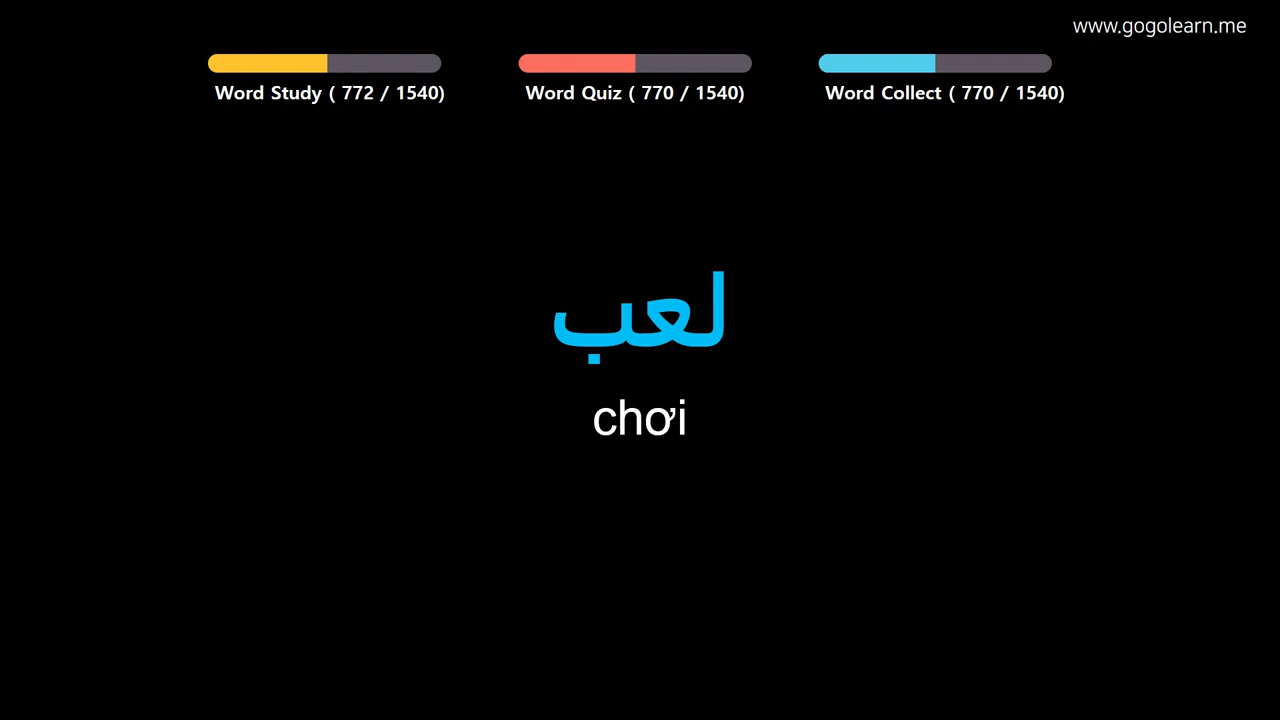 www.gogolearn.me
Word Study ( 772 / 1540)
Word Quiz ( 770 / 1540)
Word Collect ( 770 / 1540)
لعب
chơi